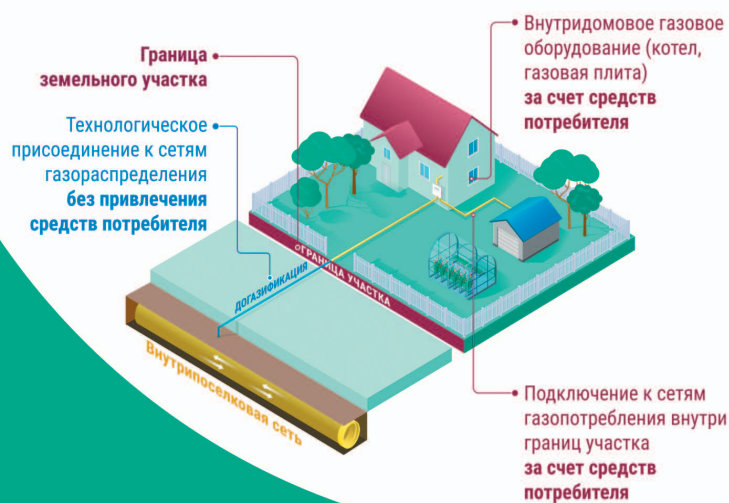 Граница
земельного участка
Технологическое
присоединение к сетям
газораспределения
без привлечения
средств потребителя
Внутридомовое газовое
оборудование (котел,
газовая плита)
за счет средств
потребителя
ГРАНИЦА УЧАСТКА
ДОГАЗИФИКАЦИЯ
Внутрипоселковая сеть
Подключение к сетям
газопотребления внутри
границ участка
за счет средств
потребителя